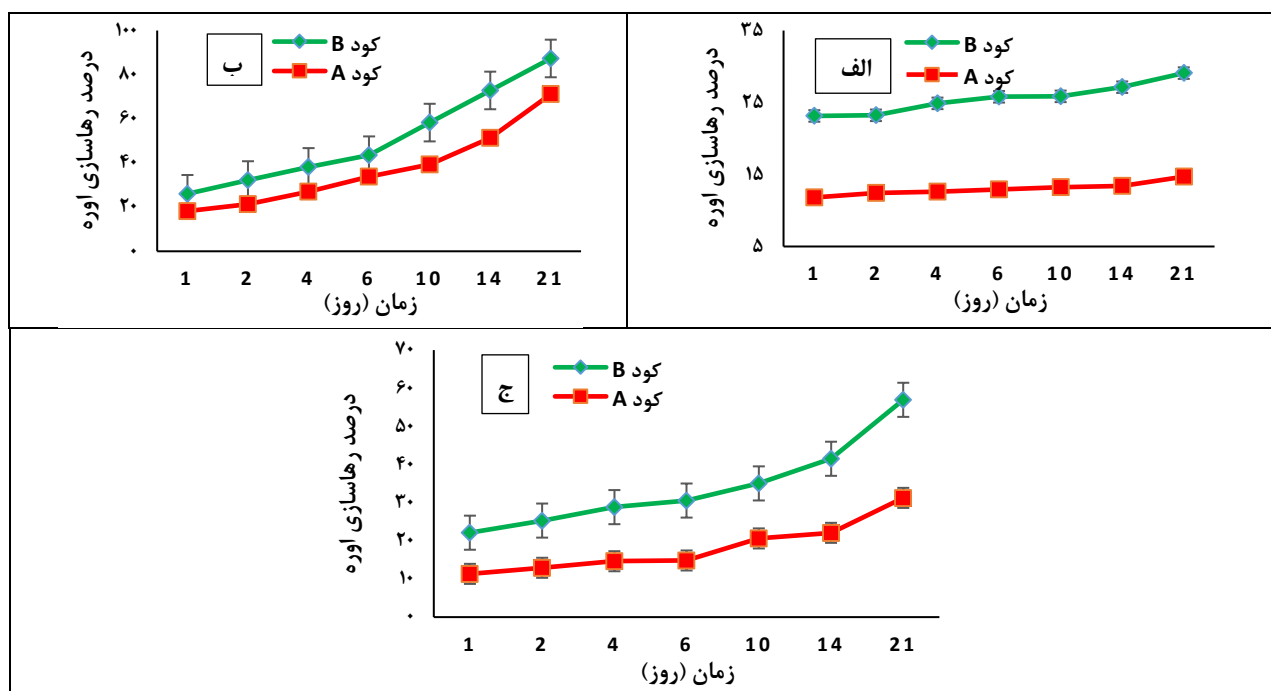 الف
کود B
کود A
درصد رهاسازی اوره
۳۵
۲۵
۱۵
۵
1 2 4 6 10 14 21
زمان (روز)
ب
کود B
کود A
درصد رهاسازی اوره
۱۰۰
۸۰
۶۰
۴۰
۲۰
۰
1 2 4 6 10 14 21
زمان (روز)
ج
کود B
کود A
درصد رهاسازی اوره
۷۰
۶۰
۵۰
۴۰
۳۰
۲۰
۱۰
۰
1 2 4 6 10 14 21
زمان (روز)